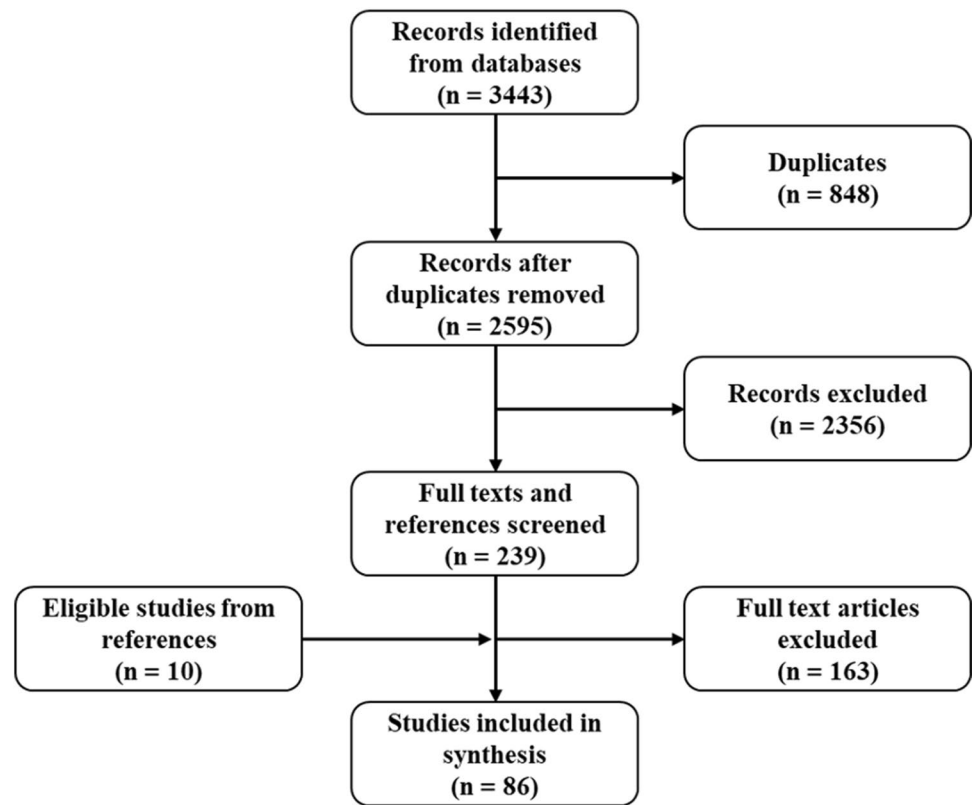 Records identified
from databases
(n = 3443)
Duplicates
(n = 848)
Records after
duplicates removed
(n = 2595)
Records excluded
(n = 2356)
Full texts and
references screened
(n = 239)
Eligible studies from
references
(n = 10)
Full text articles
excluded
(n = 163)
Studies included in
synthesis
(n = 86)